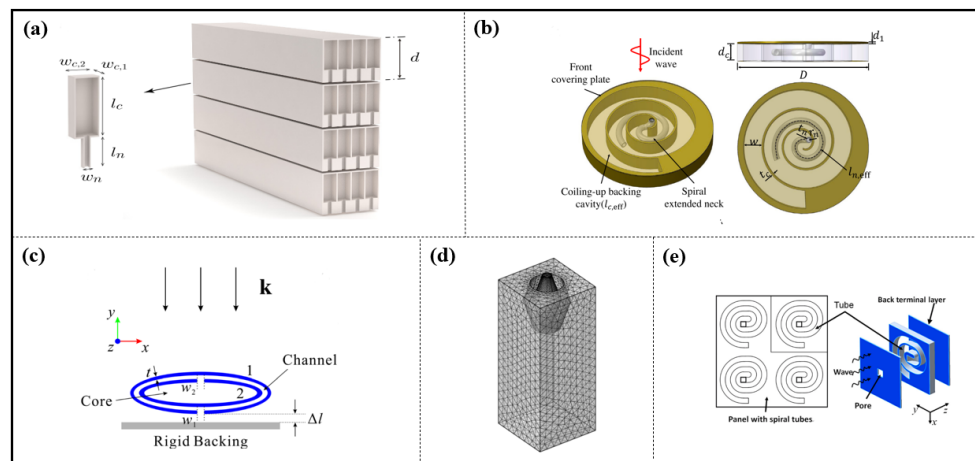 (a)
w_{c,2}
w_{c,1}
l_c
l_n
w_n
d
(b)
Incident
wave
Front
covering plate
Coiling-up backing
cavity(l_{c,eff})
Spiral
extended neck
d_1
d_c
D
w
l_{n,eff}
(c)
k
y
z
x
t
1
Channel
w_2
2
Core
w_1
Δl
Rigid Backing
(d)
(e)
Tube
Back terminal layer
Wave
Pore
Panel with spiral tubes
y
z
x